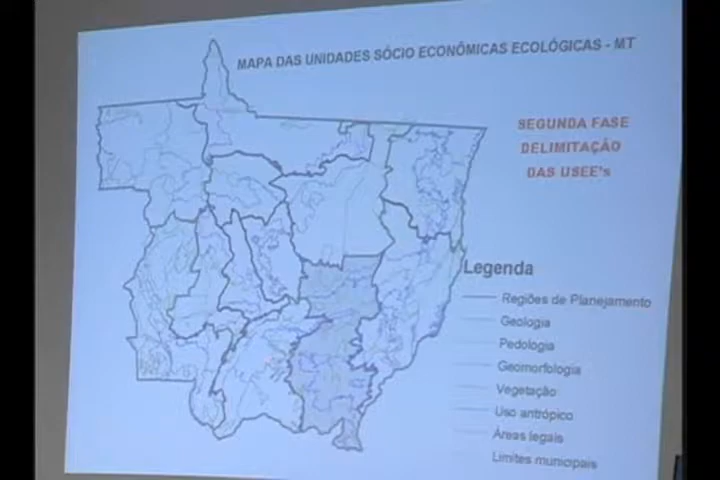 MAPA DAS UNIDADES SÓCIO ECONÔMICAS ECOLÓGICAS - MT
SEGUNDA FASE
DELIMITAÇÃO
DAS USEE's
Legenda
Regiões de Planejamento
Geologia
Pedologia
Geomorfologia
Vegetação
Uso antrópico
Áreas legais
Limites municipais